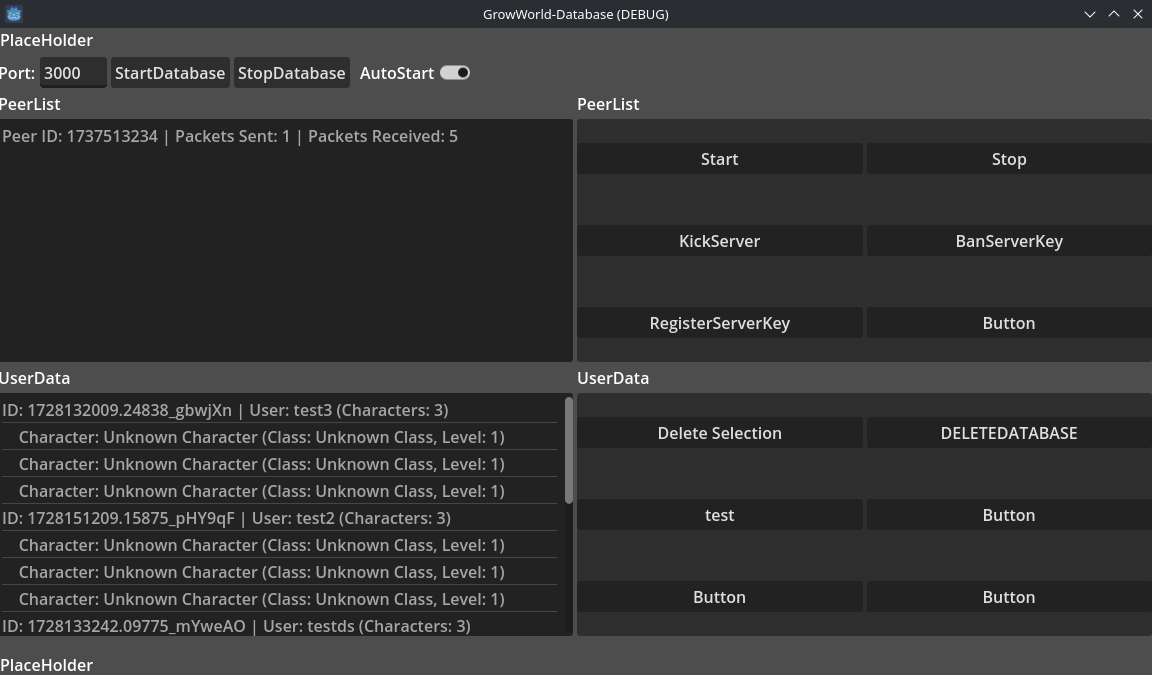 GrowWorld-Database (DEBUG)
PlaceHolder
Port: 3000 StartDatabase StopDatabase AutoStart
PeerList PeerList
Peer ID: 1737513234 | Packets Sent: 1 | Packets Received: 5
Start Stop
KickServer BanServerKey
RegisterServerKey Button
UserData UserData
ID: 1728132009.24838_gbwjXn | User: test3 (Characters: 3)
Character: Unknown Character (Class: Unknown Class, Level: 1)
Character: Unknown Character (Class: Unknown Class, Level: 1)
Character: Unknown Character (Class: Unknown Class, Level: 1)
ID: 1728151209.15875_pHY9qF | User: test2 (Characters: 3)
Character: Unknown Character (Class: Unknown Class, Level: 1)
Character: Unknown Character (Class: Unknown Class, Level: 1)
Character: Unknown Character (Class: Unknown Class, Level: 1)
ID: 1728133242.09775_mYweAO | User: testds (Characters: 3)
Delete Selection DELETEDATABASE
test Button
Button Button
PlaceHolder